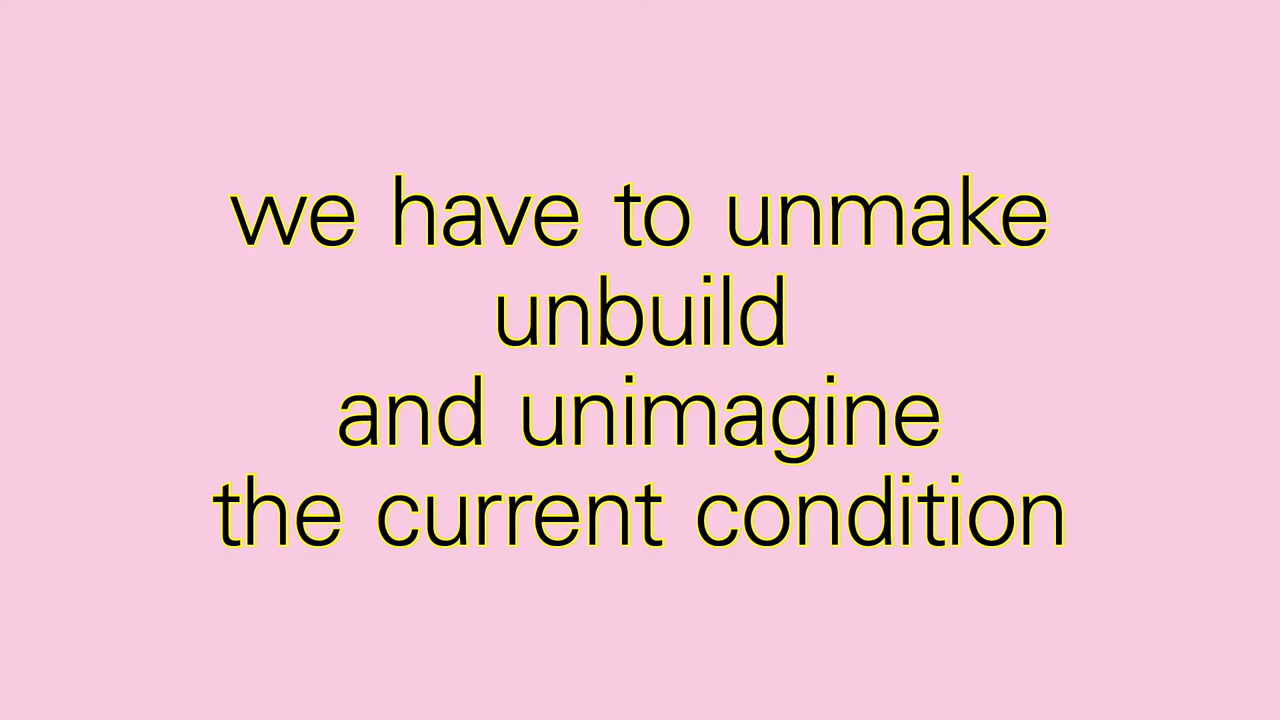 we have to unmake
unbuild
and unimagine
the current condition